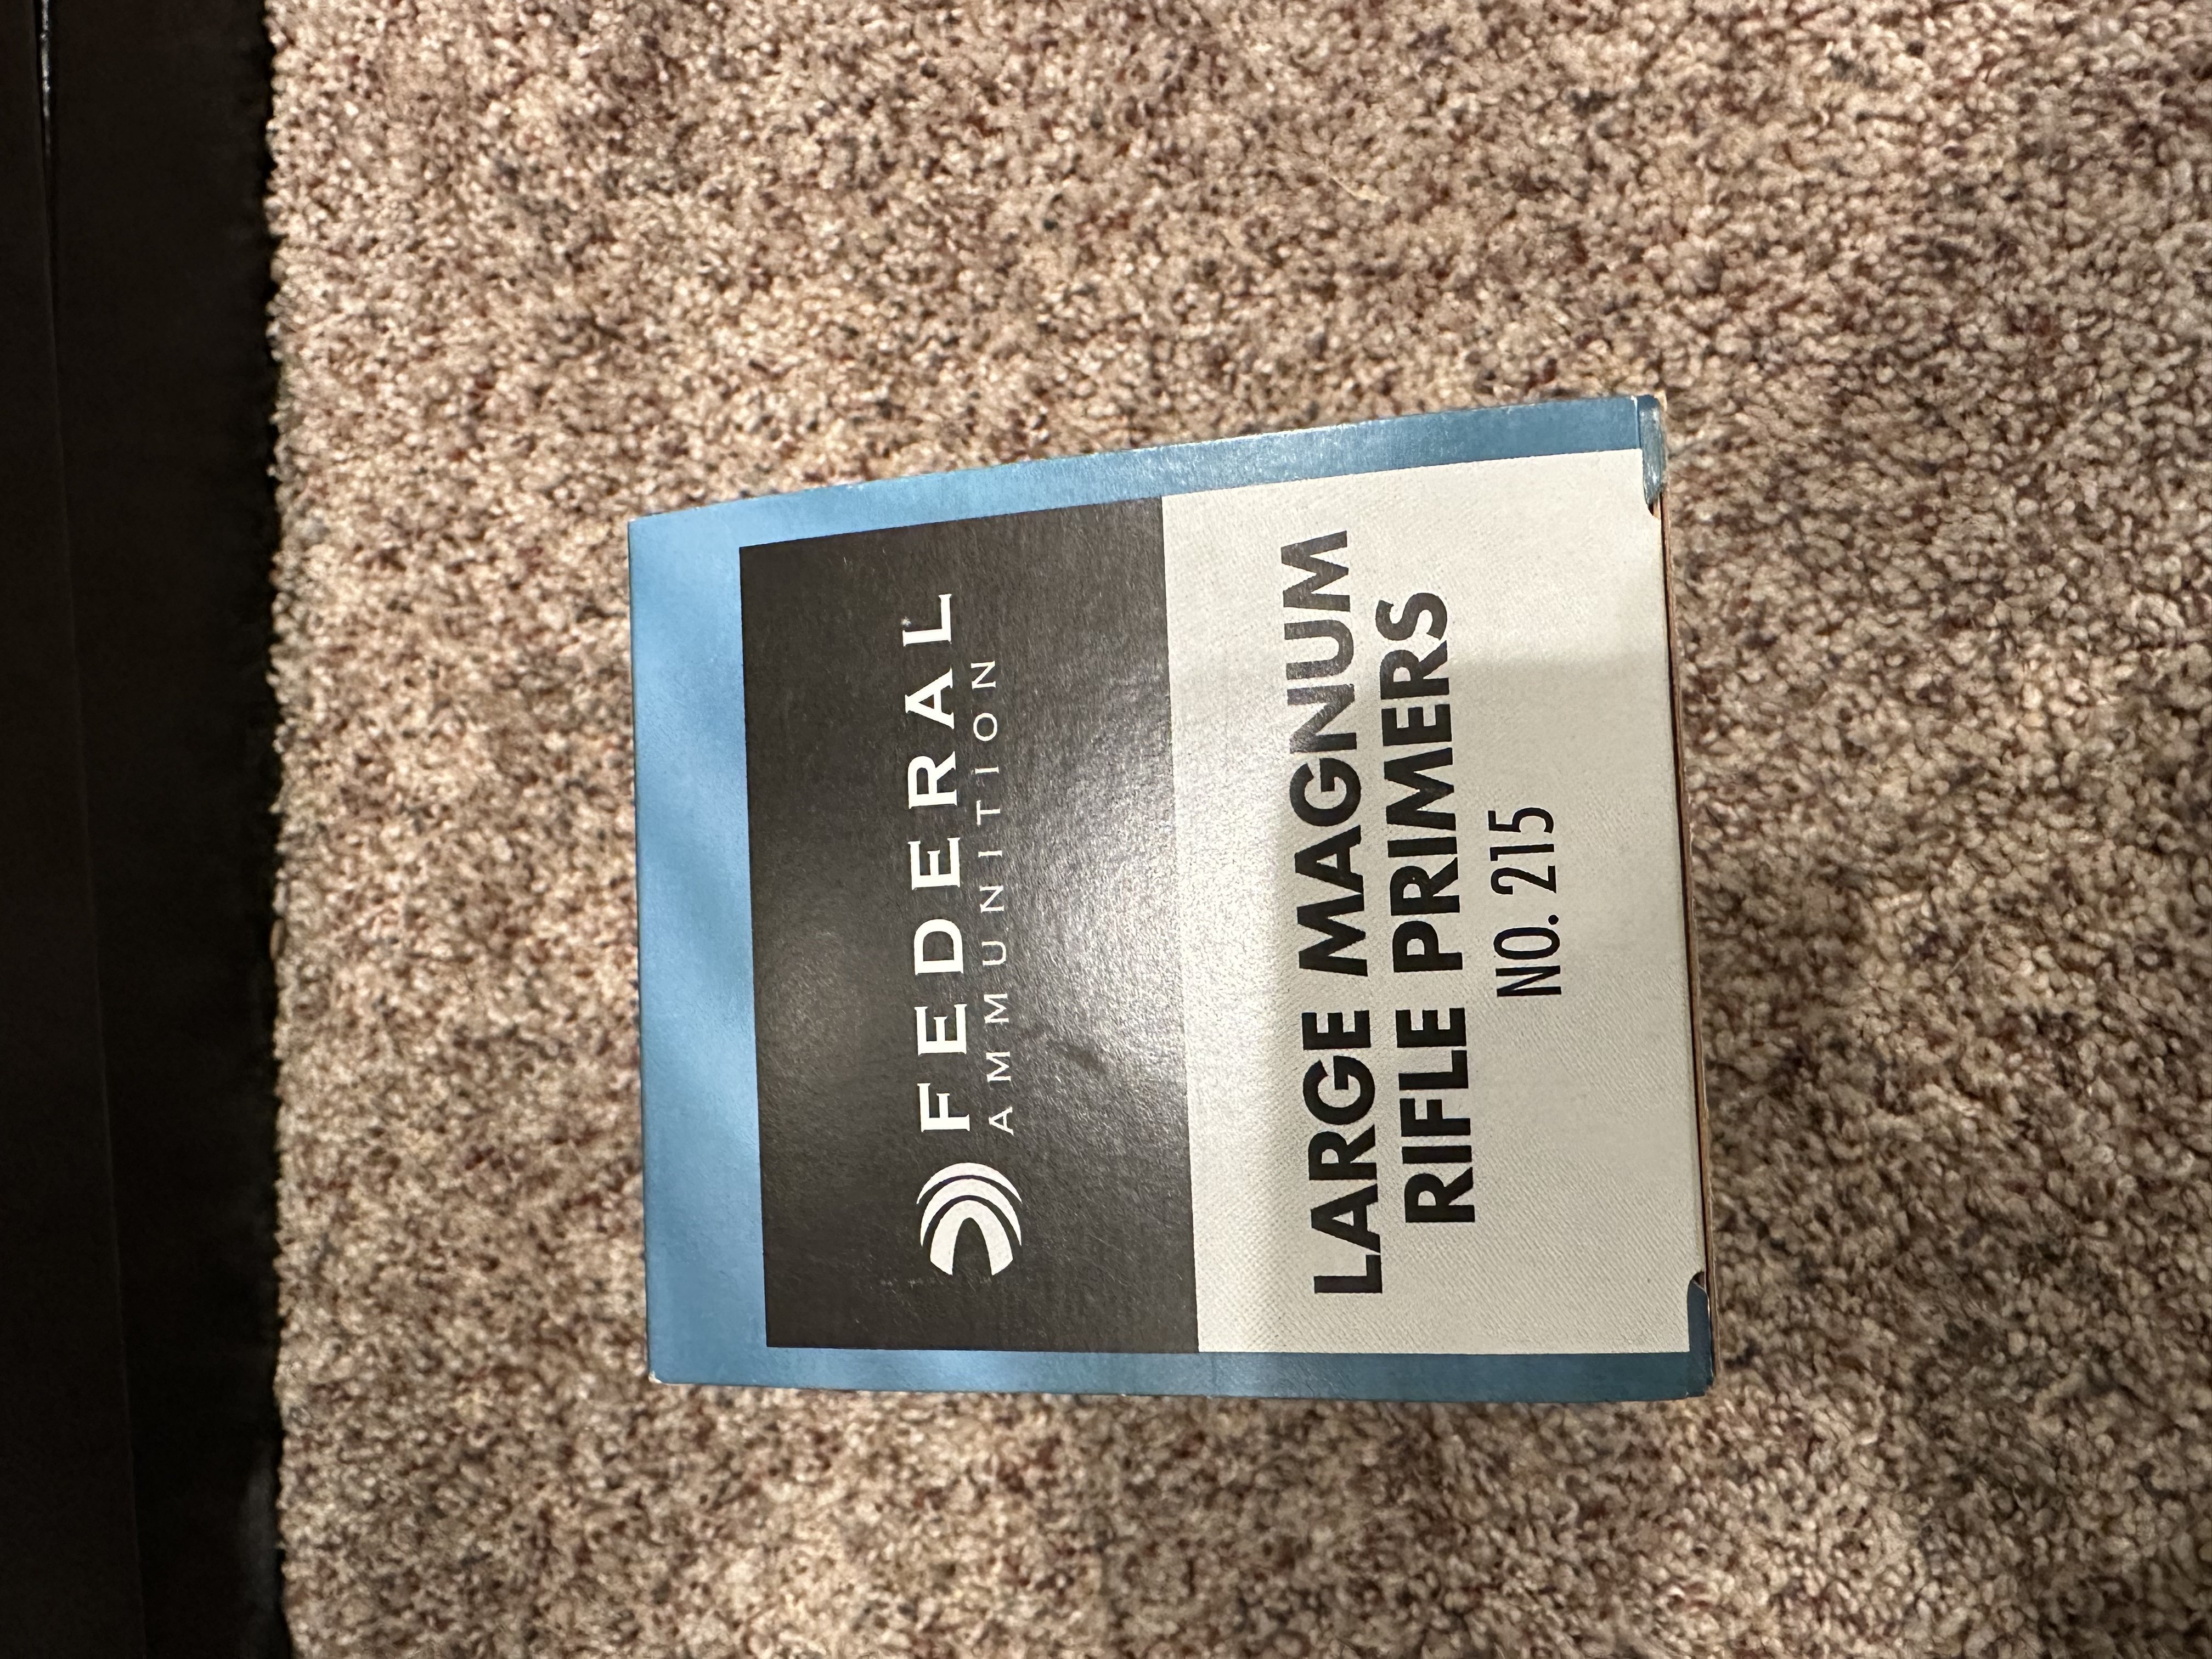 FEDERAL
AMMUNITION
LARGE MAGNUM
RIFLE PRIMERS
NO. 215